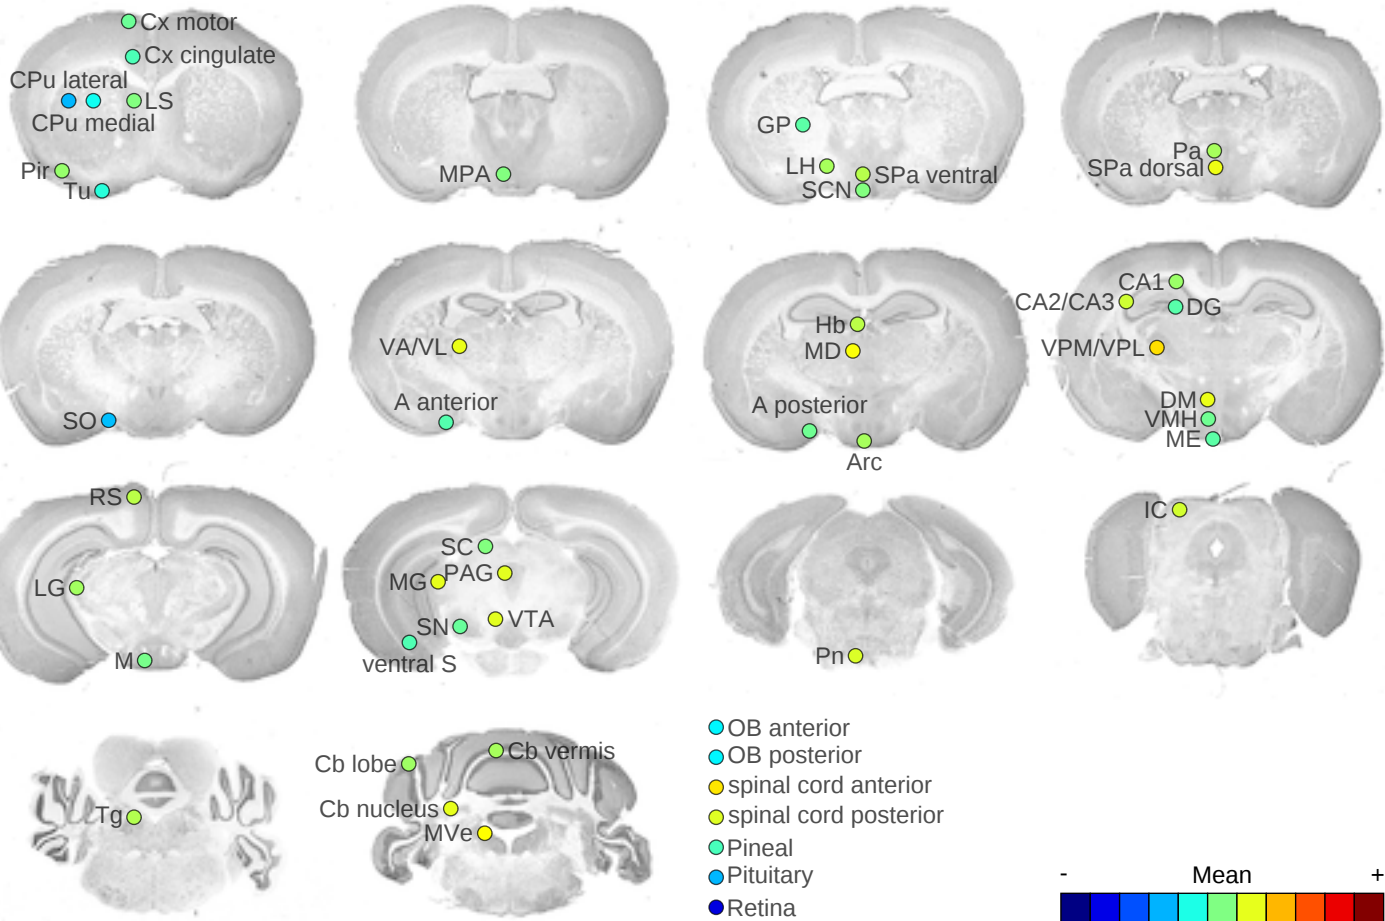 Cx motor
Cx cingulate
CPu lateral
LS
CPu medial
Pir
Tu
MPA
GP
LH
SPa ventral
SCN
Pa
SPa dorsal
SO
VA/VL
A anterior
Hb
MD
A posterior
Arc
CA1
CA2/CA3
DG
VPM/VPL
DM
VMH
ME
RS
LG
M
SC
MG
PAG
SN
VTA
ventral S
Pn
IC
Tg
Cb lobe
Cb vermis
Cb nucleus
MVe
OB anterior
OB posterior
spinal cord anterior
spinal cord posterior
Pineal
Pituitary
Retina
- Mean +